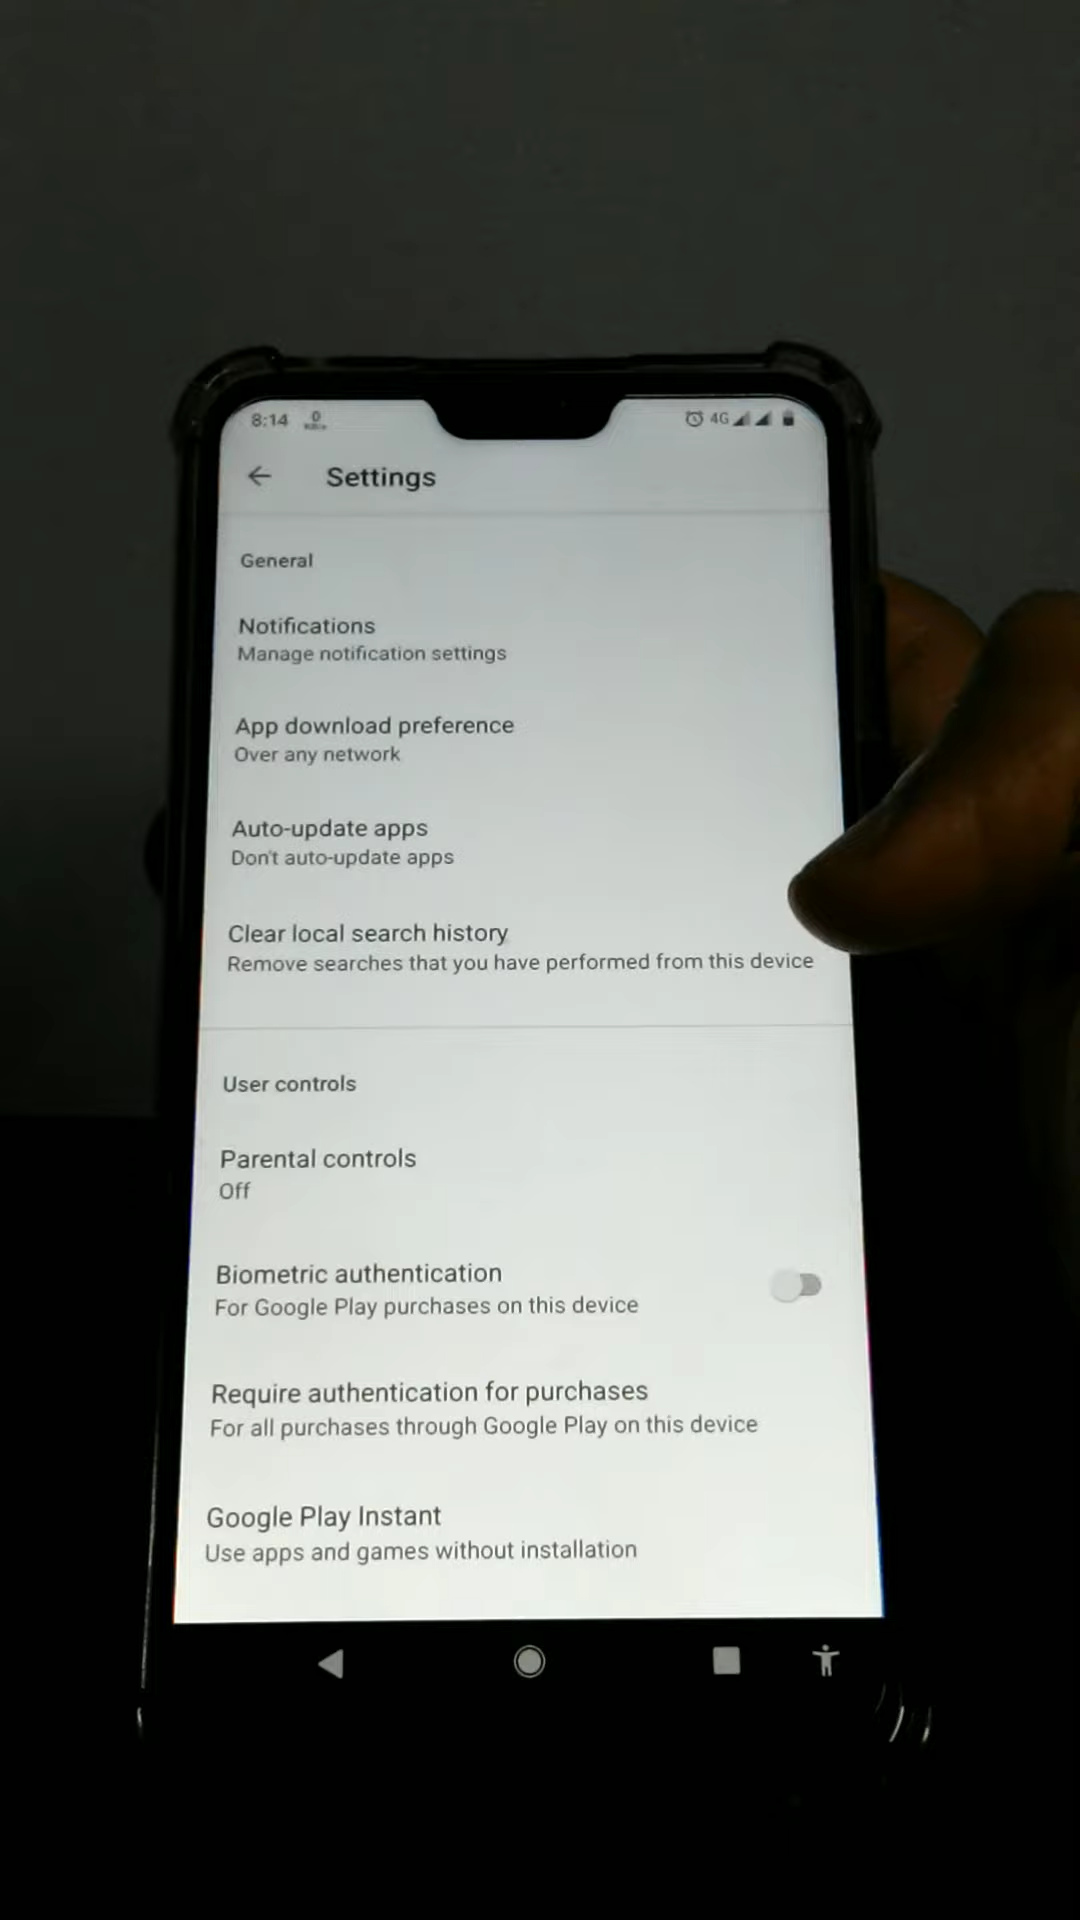 8:14 0
4G
Settings
General
Notifications
Manage notification settings
App download preference
Over any network
Auto-update apps
Don't auto-update apps
Clear local search history
Remove searches that you have performed from this device
User controls
Parental controls
Off
Biometric authentication
For Google Play purchases on this device
Require authentication for purchases
For all purchases through Google Play on this device
Google Play Instant
Use apps and games without installation